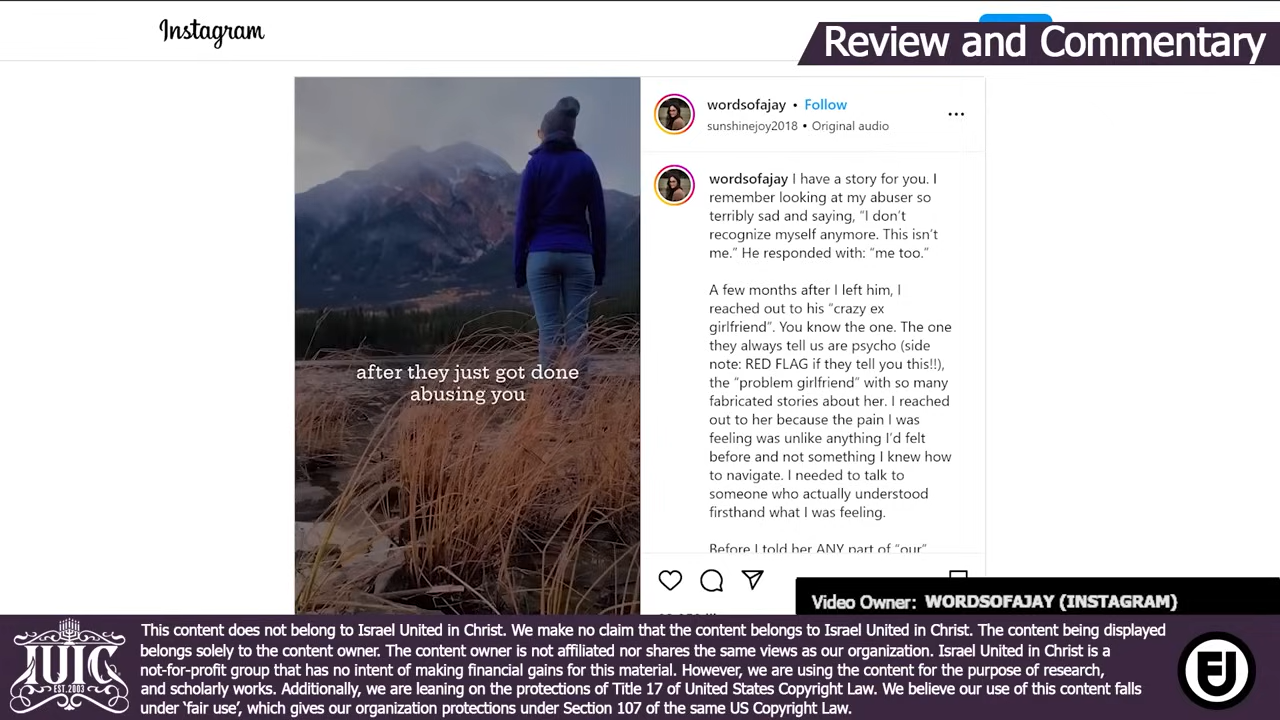 Instagram
Review and Commentary
wordsofajay • Follow
sunshinejoy2018 • Original audio
wordsofajay I have a story for you. I
remember looking at my abuser so
terribly sad and saying, “I don’t
recognize myself anymore. This isn’t
me.” He responded with: “me too.”
A few months after I left him, I
reached out to his “crazy ex
girlfriend”. You know the one. The one
they always tell us are psycho (side
note: RED FLAG if they tell you this!!),
the “problem girlfriend” with so many
fabricated stories about her. I reached
out to her because the pain I was
feeling was unlike anything I’d felt
before and not something I knew how
to navigate. I needed to talk to
someone who actually understood
firsthand what I was feeling.
Before I told her ANY part of “our”
after they just got done
abusing you
Video Owner: WORDSOFAJAY (INSTAGRAM)
IUIC
EST. 2003
This content does not belong to Israel United in Christ. We make no claim that the content belongs to Israel United in Christ. The content being displayed
belongs solely to the content owner. The content owner is not affiliated nor shares the same views as our organization. Israel United in Christ is a
not-for-profit group that has no intent of making financial gains for this material. However, we are using the content for the purpose of research,
and scholarly works. Additionally, we are leaning on the protections of Title 17 of United States Copyright Law. We believe our use of this content falls
under ‘fair use’, which gives our organization protections under Section 107 of the same US Copyright Law.